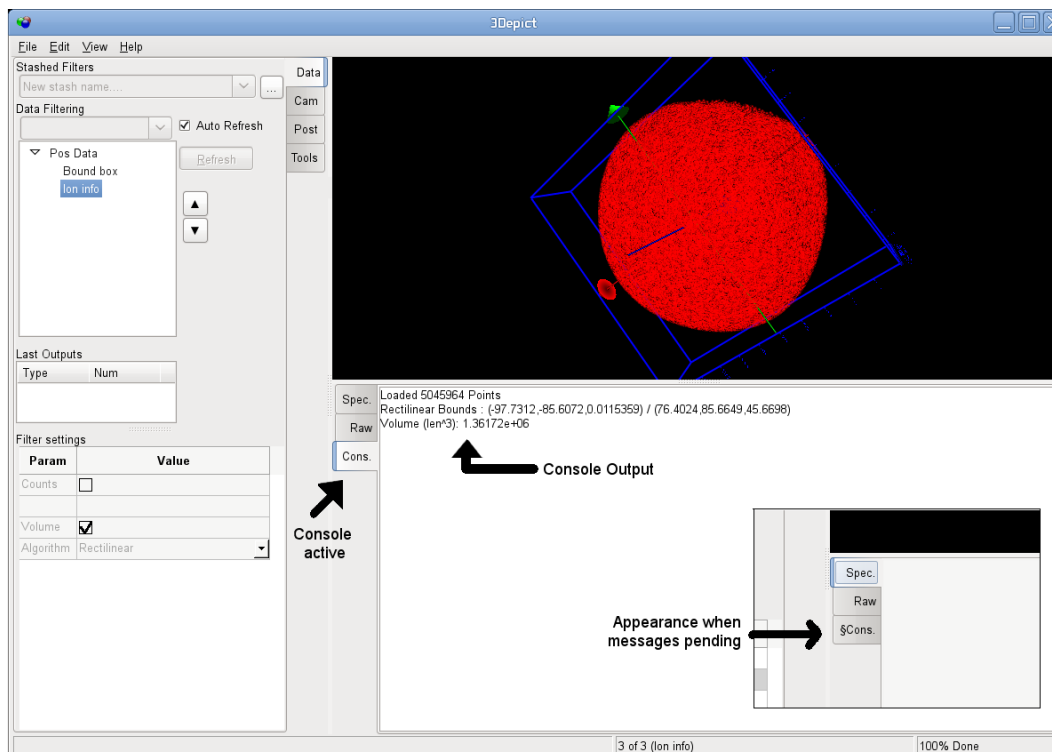 3Depict
File Edit View Help
Stashed Filters
New stash name....
...
Data Filtering
Auto Refresh
Refresh
Pos Data
Bound box
Ion info
Data
Cam
Post
Tools
Last Outputs
Type Num
Filter settings
Param Value
Counts
Volume
Algorithm Rectilinear
Spec.
Raw
Cons.
Loaded 5045964 Points
Rectilinear Bounds : (-97.7312,-85.6072,0.0115359) / (76.4024,85.6649,45.6698)
Volume (len^3): 1.36172e+06
Console Output
Console
active
Appearance when
messages pending
Spec.
Raw
§Cons.
3 of 3 (Ion info)
100% Done